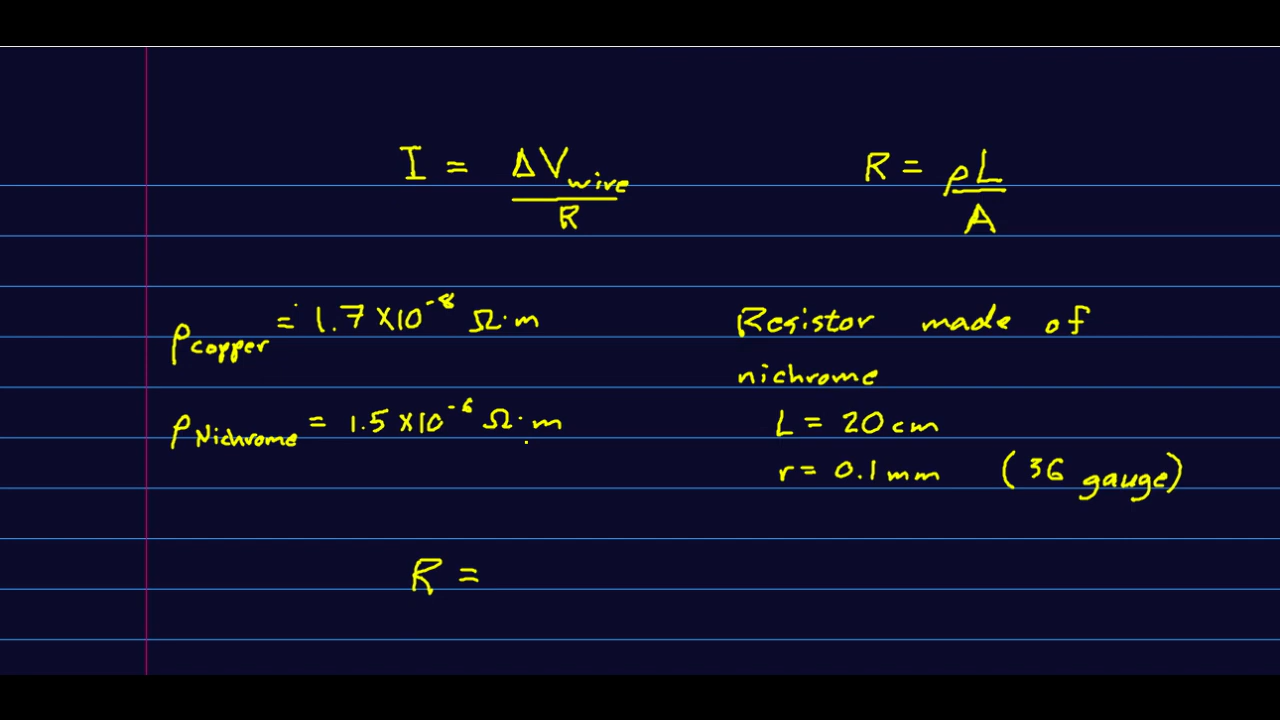 I = ΔV_wire / R
R = ρL / A
ρ_copper = 1.7 × 10^-8 Ω·m
ρ_Nichrome = 1.5 × 10^-6 Ω·m
Resistor made of
nichrome
L = 20 cm
r = 0.1 mm (36 gauge)
R =